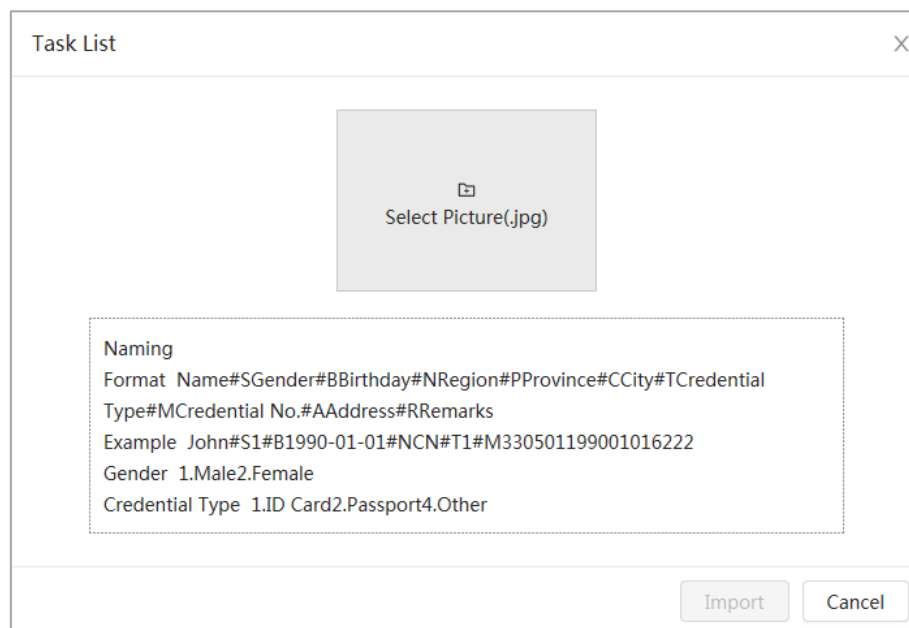 Task List
Select Picture(.jpg)
Naming
Format  Name#SGender#BBirthday#NRegion#PProvince#CCity#TCredential
Type#MCredential No.#AAddress#RRemarks
Example  John#S1#B1990-01-01#NCN#T1#M330501199001016222
Gender  1.Male2.Female
Credential Type  1.ID Card2.Passport4.Other
Import
Cancel